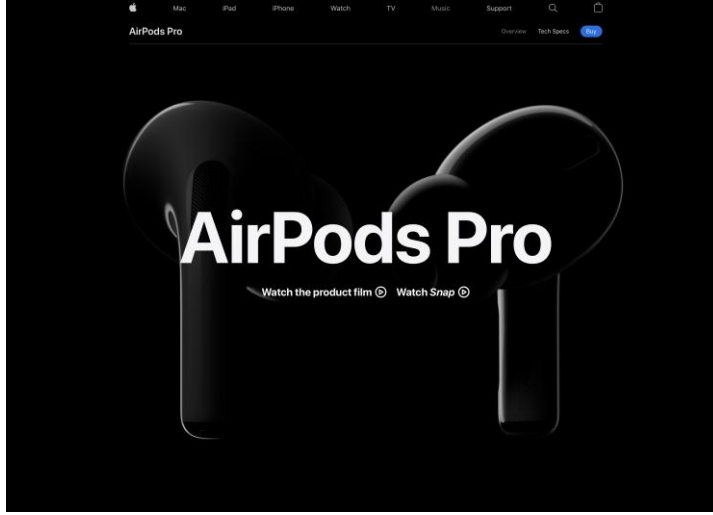 Mac iPad iPhone Watch TV Music Support
AirPods Pro Overview Tech Specs Buy
AirPods Pro
Watch the product film Watch Snap